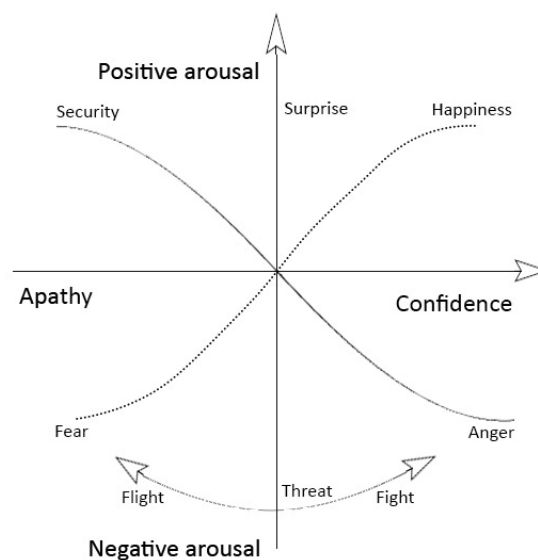 Positive arousal
Security
Surprise
Happiness
Apathy
Confidence
Fear
Anger
Flight
Threat
Fight
Negative arousal